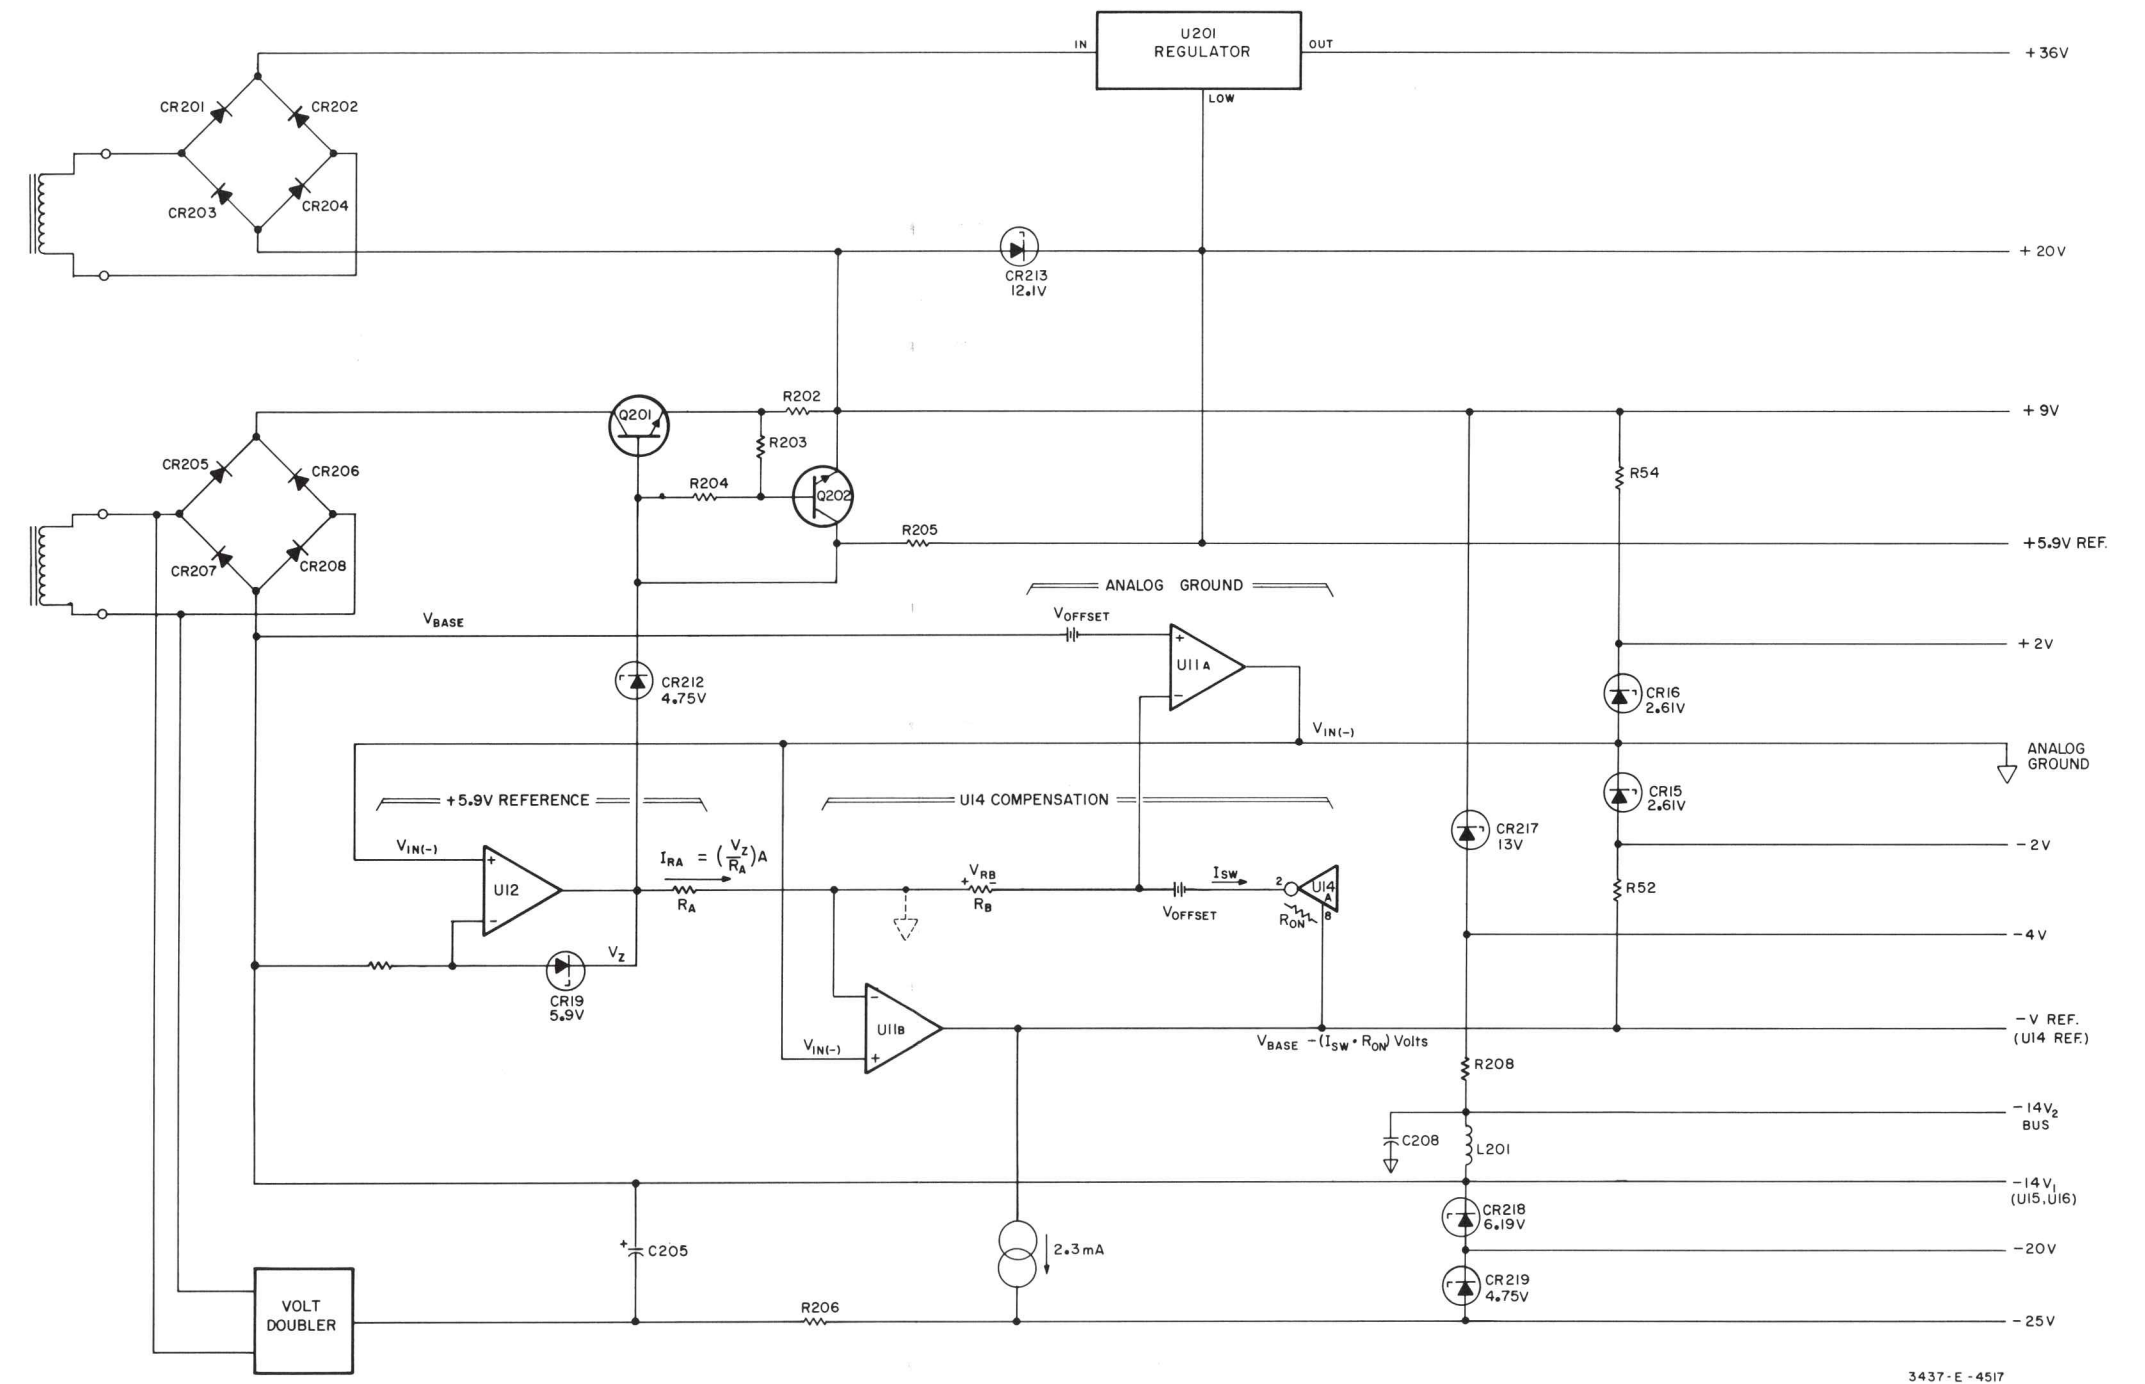 U201
REGULATOR
IN
OUT
LOW
+36V
CR201
CR202
CR203
CR204
+20V
CR213
12.1V
Q201
R202
R203
R204
Q202
+9V
R54
R205
+5.9V REF.
CR205
CR206
CR207
CR208
ANALOG GROUND
VBASE
VOFFSET
+
U11A
-
+2V
CR212
4.75V
CR16
2.61V
VIN(-)
ANALOG
GROUND
+5.9V REFERENCE
U14 COMPENSATION
CR15
2.61V
CR217
13V
VIN(-)
+
U12
-
IRA = (VZ/RA)A
RA
VRB
+ -
RB
VOFFSET
ISW
2
U14
A
8
RON
-2V
R52
-4V
VZ
CR19
5.9V
-
U11B
+
VIN(-)
VBASE -(ISW • RON) Volts
-V REF.
(U14 REF.)
R208
-14V2
BUS
C208
L201
-14V1
(U15,U16)
CR218
6.19V
-20V
+
C205
2.3mA
CR219
4.75V
VOLT
DOUBLER
R206
-25V
3437-E-4517